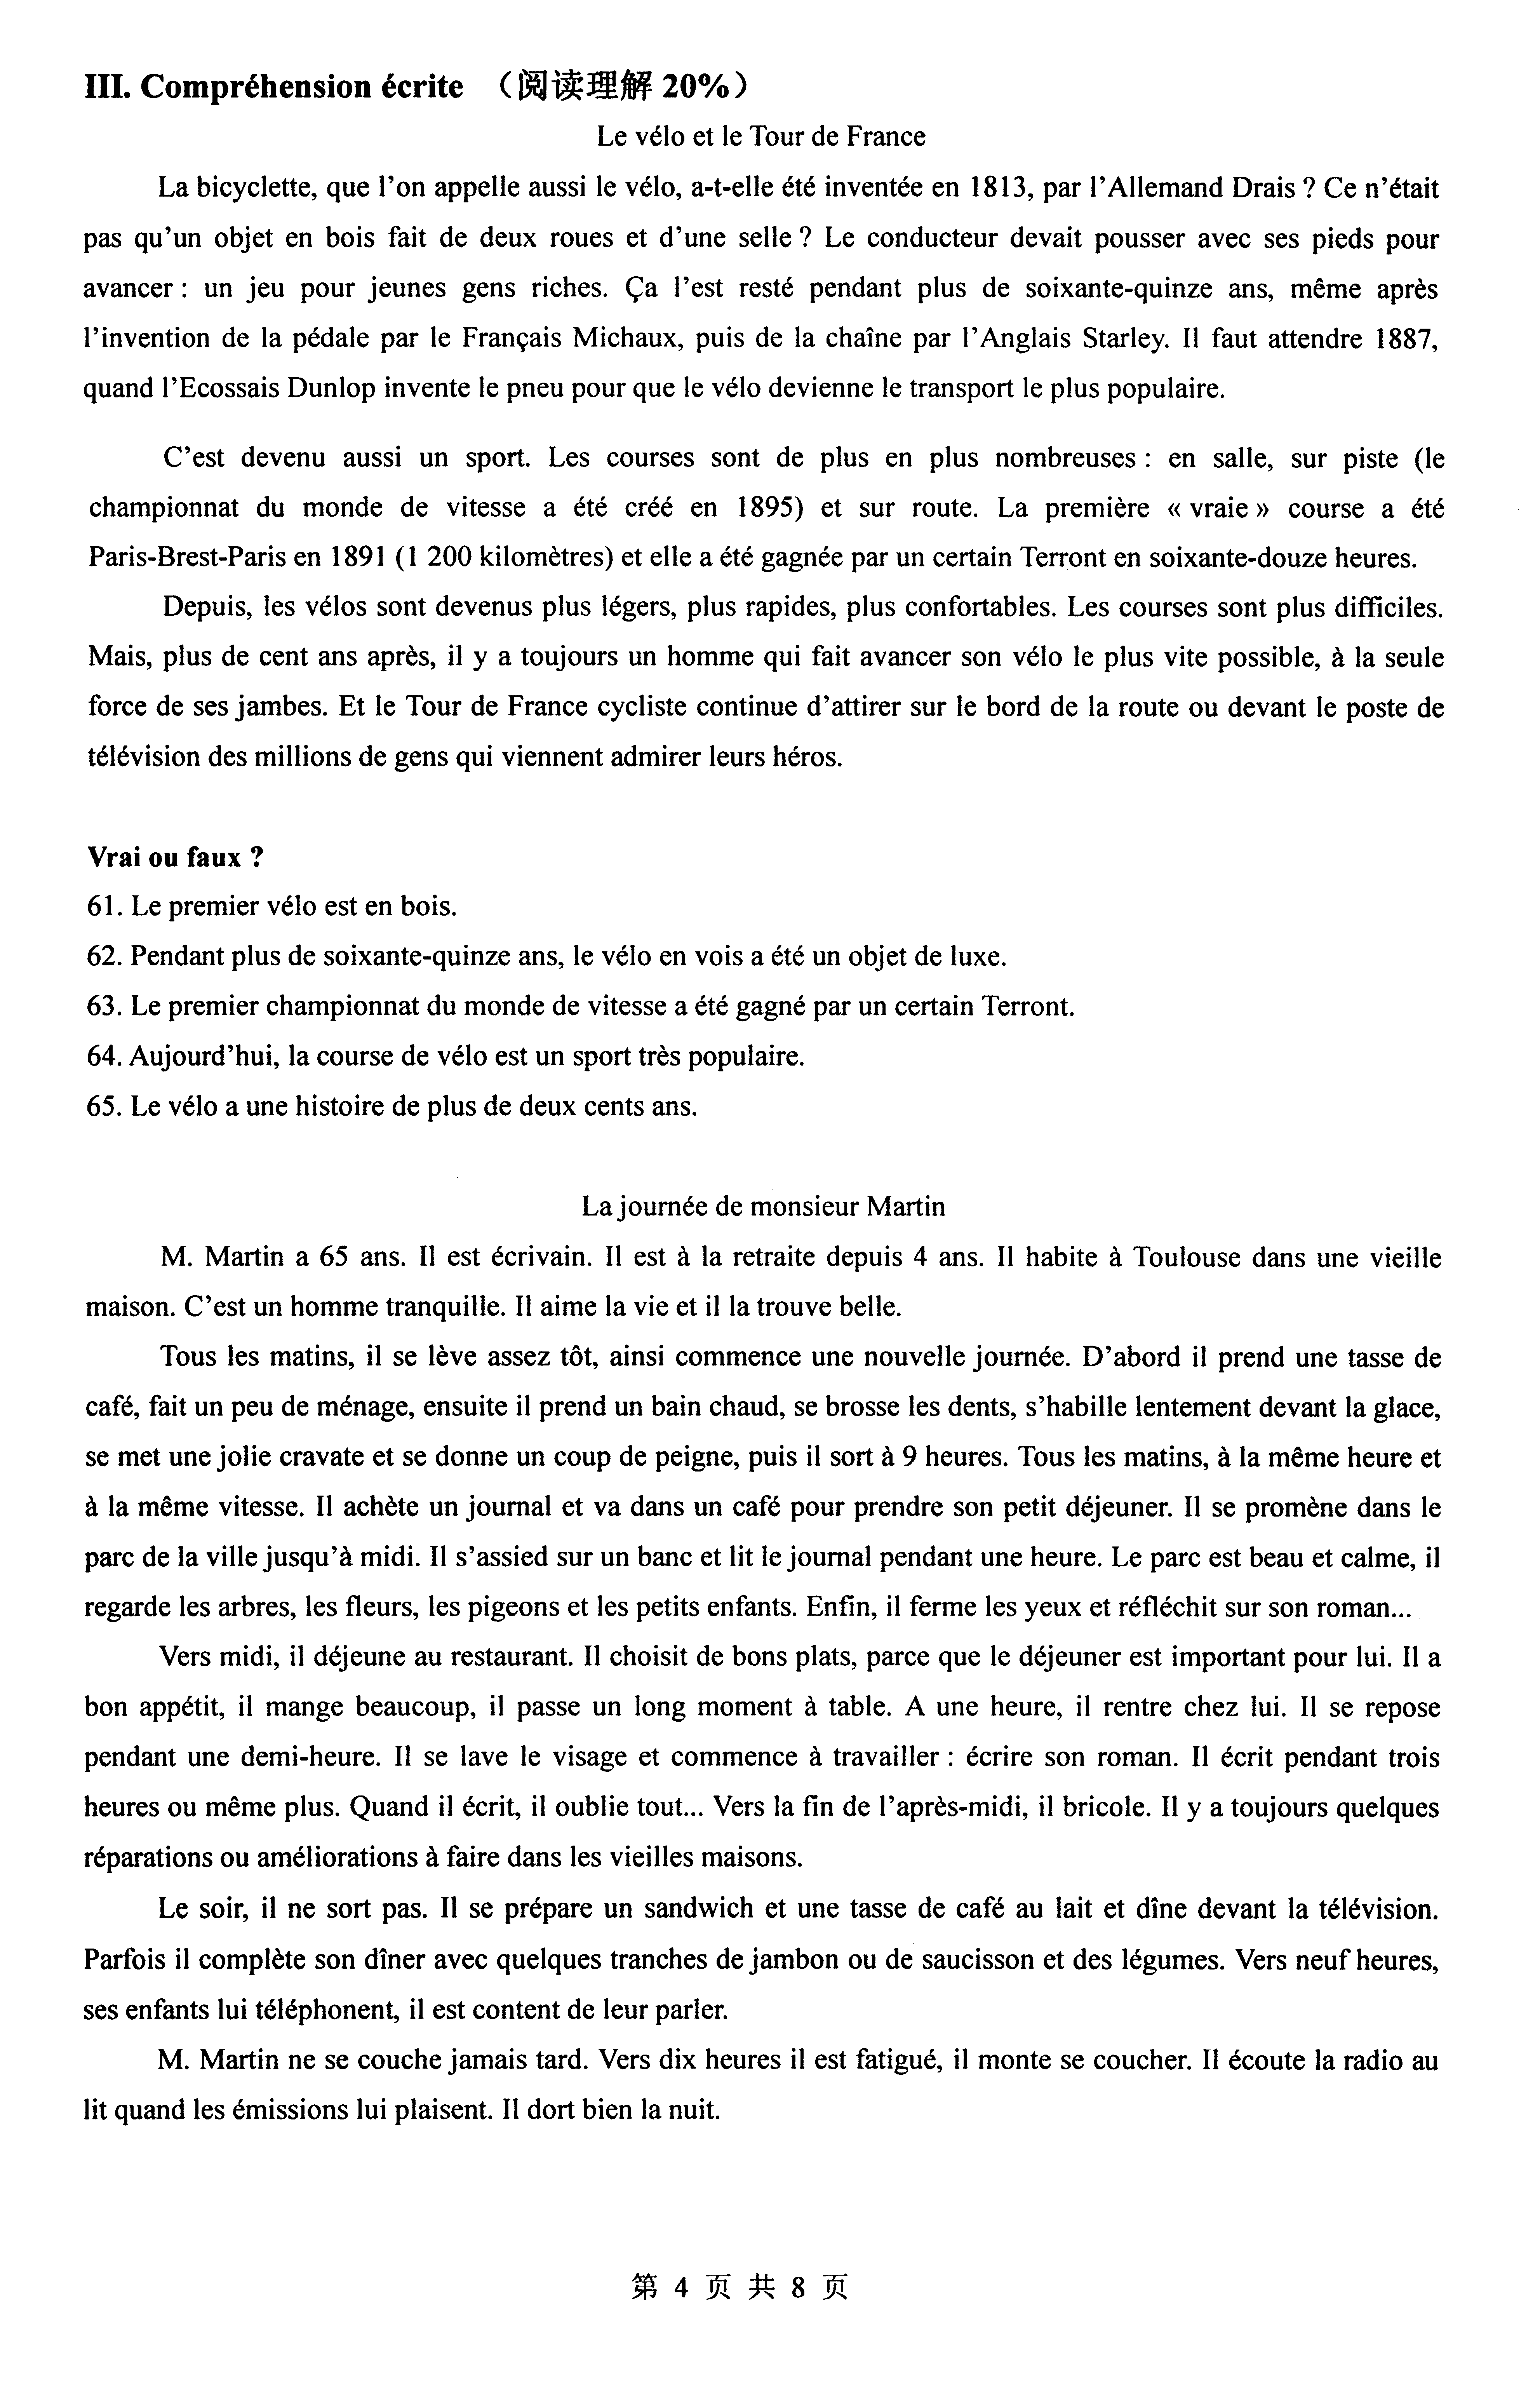 III. Compréhension écrite （阅读理解 20%）
Le vélo et le Tour de France
La bicyclette, que l’on appelle aussi le vélo, a-t-elle été inventée en 1813, par l’Allemand Drais ? Ce n’était
pas qu’un objet en bois fait de deux roues et d’une selle ? Le conducteur devait pousser avec ses pieds pour
avancer : un jeu pour jeunes gens riches. Ça l’est resté pendant plus de soixante-quinze ans, même après
l’invention de la pédale par le Français Michaux, puis de la chaîne par l’Anglais Starley. Il faut attendre 1887,
quand l’Ecossais Dunlop invente le pneu pour que le vélo devienne le transport le plus populaire.
C’est devenu aussi un sport. Les courses sont de plus en plus nombreuses : en salle, sur piste (le
championnat du monde de vitesse a été créé en 1895) et sur route. La première « vraie » course a été
Paris-Brest-Paris en 1891 (1 200 kilomètres) et elle a été gagnée par un certain Terront en soixante-douze heures.
Depuis, les vélos sont devenus plus légers, plus rapides, plus confortables. Les courses sont plus difficiles.
Mais, plus de cent ans après, il y a toujours un homme qui fait avancer son vélo le plus vite possible, à la seule
force de ses jambes. Et le Tour de France cycliste continue d’attirer sur le bord de la route ou devant le poste de
télévision des millions de gens qui viennent admirer leurs héros.
Vrai ou faux ?
61. Le premier vélo est en bois.
62. Pendant plus de soixante-quinze ans, le vélo en vois a été un objet de luxe.
63. Le premier championnat du monde de vitesse a été gagné par un certain Terront.
64. Aujourd’hui, la course de vélo est un sport très populaire.
65. Le vélo a une histoire de plus de deux cents ans.
La journée de monsieur Martin
M. Martin a 65 ans. Il est écrivain. Il est à la retraite depuis 4 ans. Il habite à Toulouse dans une vieille
maison. C’est un homme tranquille. Il aime la vie et il la trouve belle.
Tous les matins, il se lève assez tôt, ainsi commence une nouvelle journée. D’abord il prend une tasse de
café, fait un peu de ménage, ensuite il prend un bain chaud, se brosse les dents, s’habille lentement devant la glace,
se met une jolie cravate et se donne un coup de peigne, puis il sort à 9 heures. Tous les matins, à la même heure et
à la même vitesse. Il achète un journal et va dans un café pour prendre son petit déjeuner. Il se promène dans le
parc de la ville jusqu’à midi. Il s’assied sur un banc et lit le journal pendant une heure. Le parc est beau et calme, il
regarde les arbres, les fleurs, les pigeons et les petits enfants. Enfin, il ferme les yeux et réfléchit sur son roman...
Vers midi, il déjeune au restaurant. Il choisit de bons plats, parce que le déjeuner est important pour lui. Il a
bon appétit, il mange beaucoup, il passe un long moment à table. A une heure, il rentre chez lui. Il se repose
pendant une demi-heure. Il se lave le visage et commence à travailler : écrire son roman. Il écrit pendant trois
heures ou même plus. Quand il écrit, il oublie tout... Vers la fin de l’après-midi, il bricole. Il y a toujours quelques
réparations ou améliorations à faire dans les vieilles maisons.
Le soir, il ne sort pas. Il se prépare un sandwich et une tasse de café au lait et dîne devant la télévision.
Parfois il complète son dîner avec quelques tranches de jambon ou de saucisson et des légumes. Vers neuf heures,
ses enfants lui téléphonent, il est content de leur parler.
M. Martin ne se couche jamais tard. Vers dix heures il est fatigué, il monte se coucher. Il écoute la radio au
lit quand les émissions lui plaisent. Il dort bien la nuit.
第 4 页 共 8 页